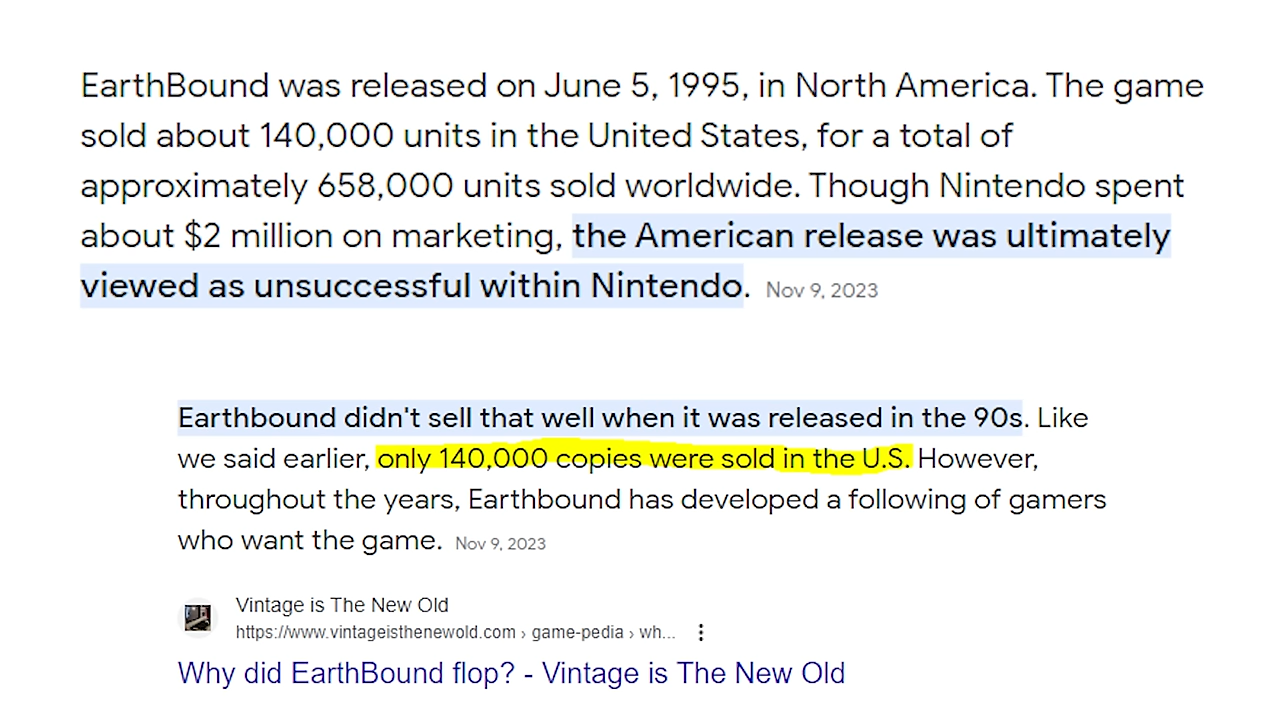 EarthBound was released on June 5, 1995, in North America. The game
sold about 140,000 units in the United States, for a total of
approximately 658,000 units sold worldwide. Though Nintendo spent
about $2 million on marketing, the American release was ultimately
viewed as unsuccessful within Nintendo. Nov 9, 2023
Earthbound didn't sell that well when it was released in the 90s. Like
we said earlier, only 140,000 copies were sold in the U.S. However,
throughout the years, Earthbound has developed a following of gamers
who want the game. Nov 9, 2023
Vintage is The New Old
https://www.vintageisthenewold.com › game-pedia › wh...
Why did EarthBound flop? - Vintage is The New Old